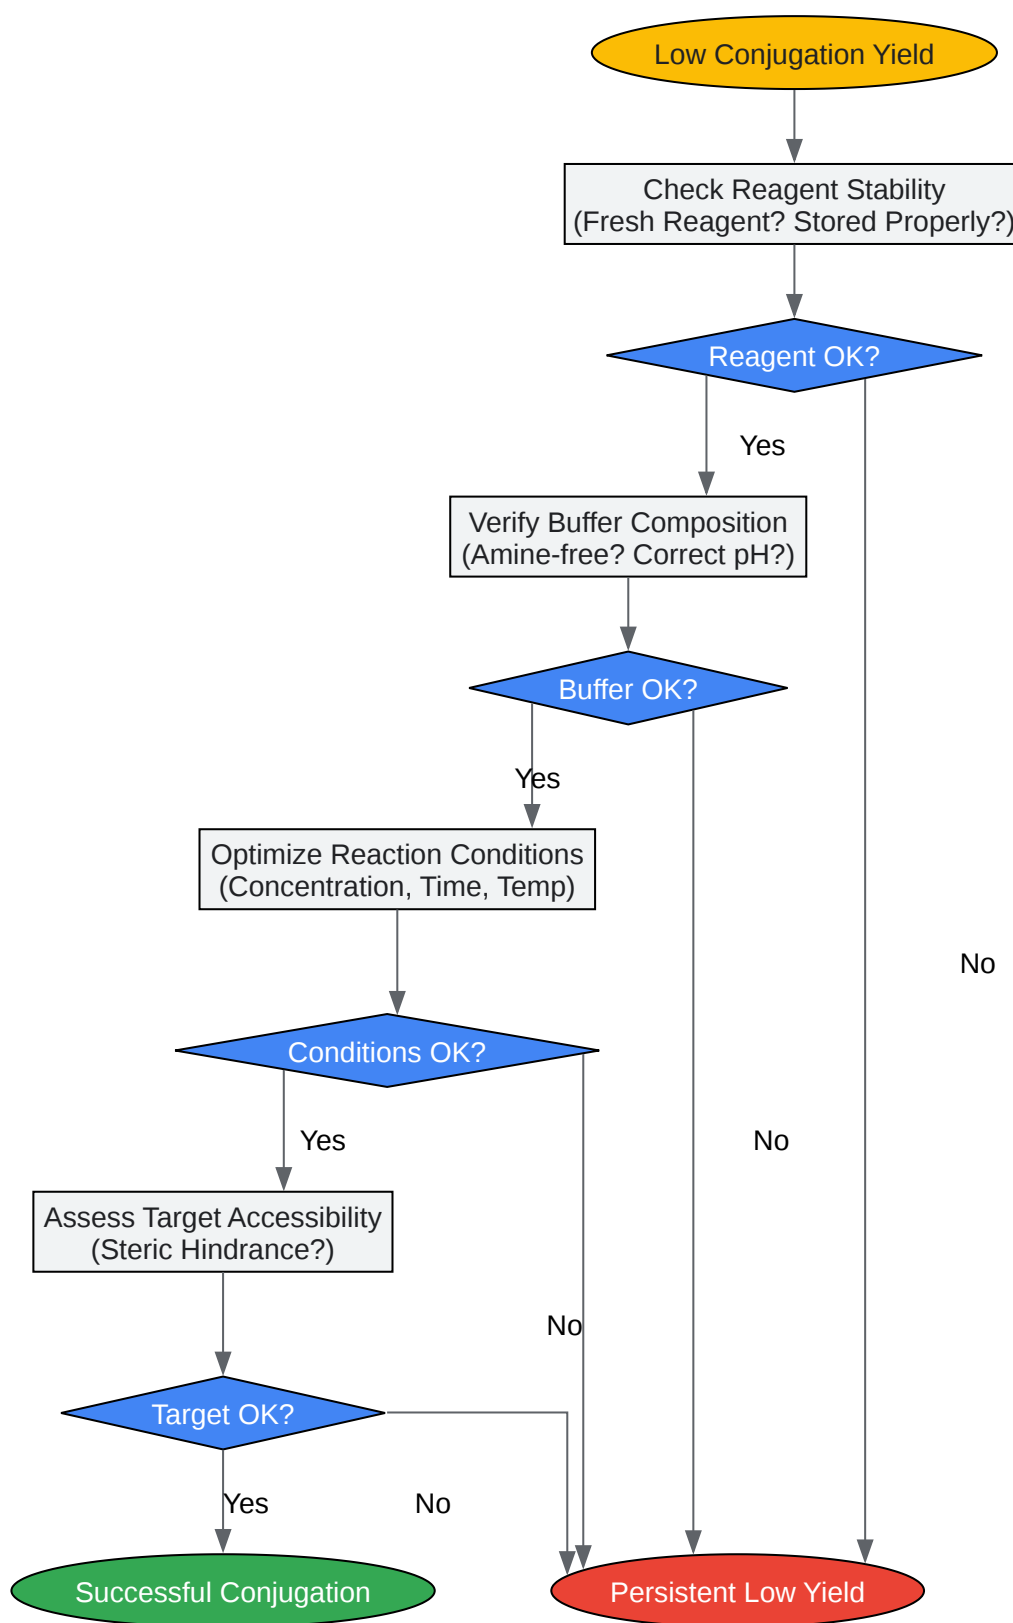 Low Conjugation Yield
Check Reagent Stability
(Fresh Reagent? Stored Properly?)
Reagent OK?
Yes
Verify Buffer Composition
(Amine-free? Correct pH?)
Buffer OK?
Yes
Optimize Reaction Conditions
(Concentration, Time, Temp)
No
Conditions OK?
Yes
No
Assess Target Accessibility
(Steric Hindrance?)
No
Target OK?
Yes
No
Successful Conjugation
Persistent Low Yield